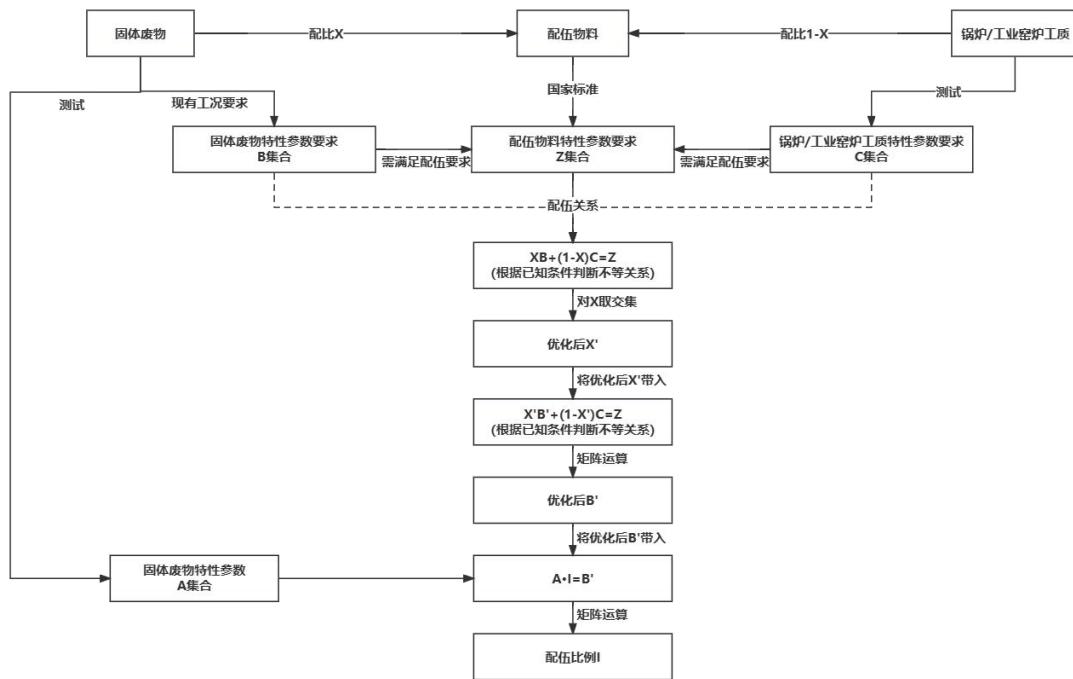 固体废物
配比X
配伍物料
配比1-X
锅炉/工业窑炉工质
测试
现有工况要求
国家标准
测试
固体废物特性参数要求
B集合
需满足配伍要求
配伍物料特性参数要求
Z集合
需满足配伍要求
锅炉/工业窑炉工质特性参数要求
C集合
配伍关系
XB+(1-X)C=Z
(根据已知条件判断不等关系)
对X取交集
优化后X'
将优化后X'带入
X'B'+(1-X')C=Z
(根据已知条件判断不等关系)
矩阵运算
优化后B'
将优化后B'带入
固体废物特性参数
A集合
A•I=B'
矩阵运算
配伍比例I